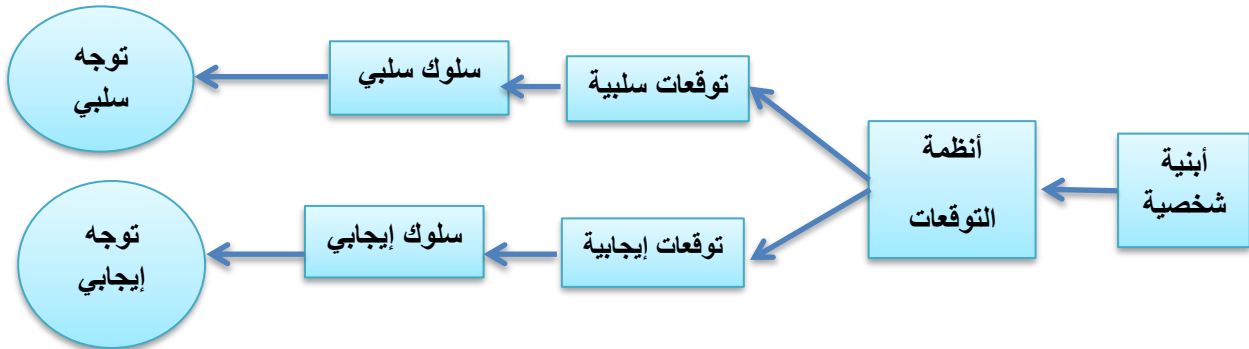 أبنية
شخصية
أنظمة
التوقعات
توقعات سلبية
سلوك سلبي
توجه
سلبي
توقعات إيجابية
سلوك إيجابي
توجه
إيجابي